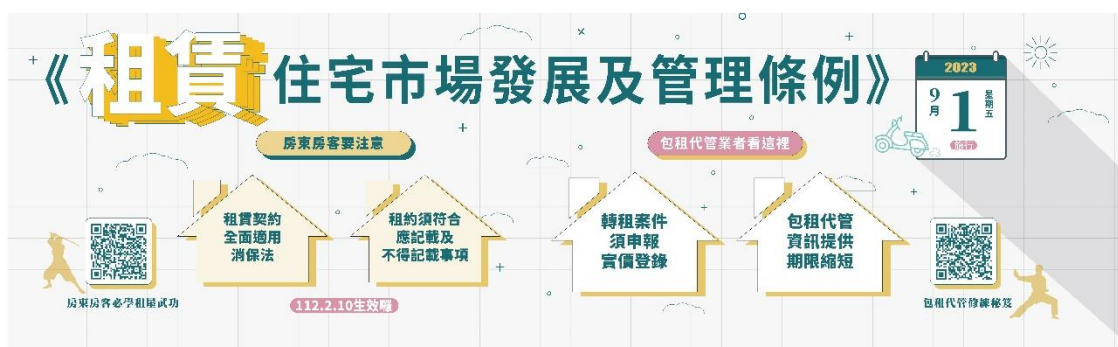 《租賃住宅市場發展及管理條例》
2023
9月
1
星期五
施行
房東房客要注意
包租代管業者看這裡
租賃契約
全面適用
消保法
租約須符合
應記載及
不得記載事項
轉租案件
須申報
實價登錄
包租代管
資訊提供
期限縮短
房東房客必學租屋武功
112.2.10生效囉
包租代管修練秘笈